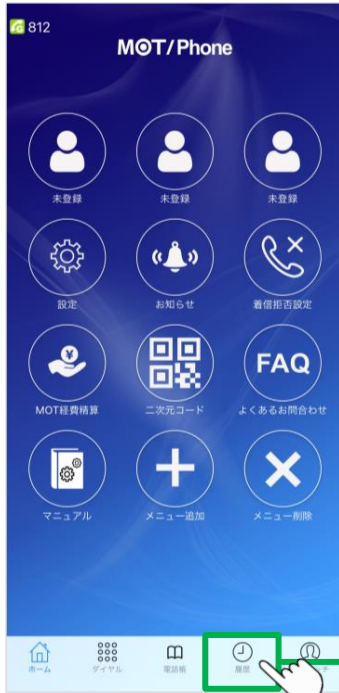 812
MOT/Phone
未登録
未登録
未登録
設定
お知らせ
着信拒否設定
MOT経費精算
二次元コード
FAQ
よくあるお問合わせ
マニュアル
メニュー追加
メニュー削除
ホーム
ダイヤル
電話帳
履歴